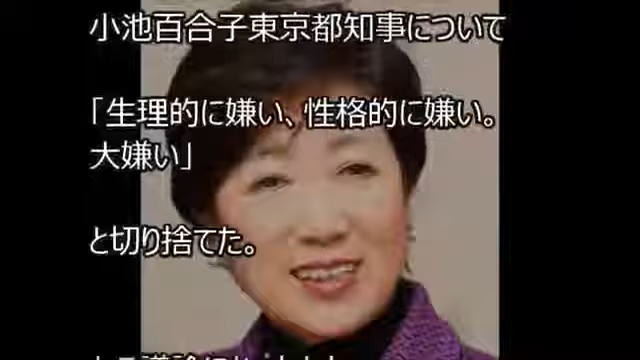 小池百合子東京都知事について
「生理的に嫌い、性格的に嫌い。
大嫌い」
と切り捨てた。